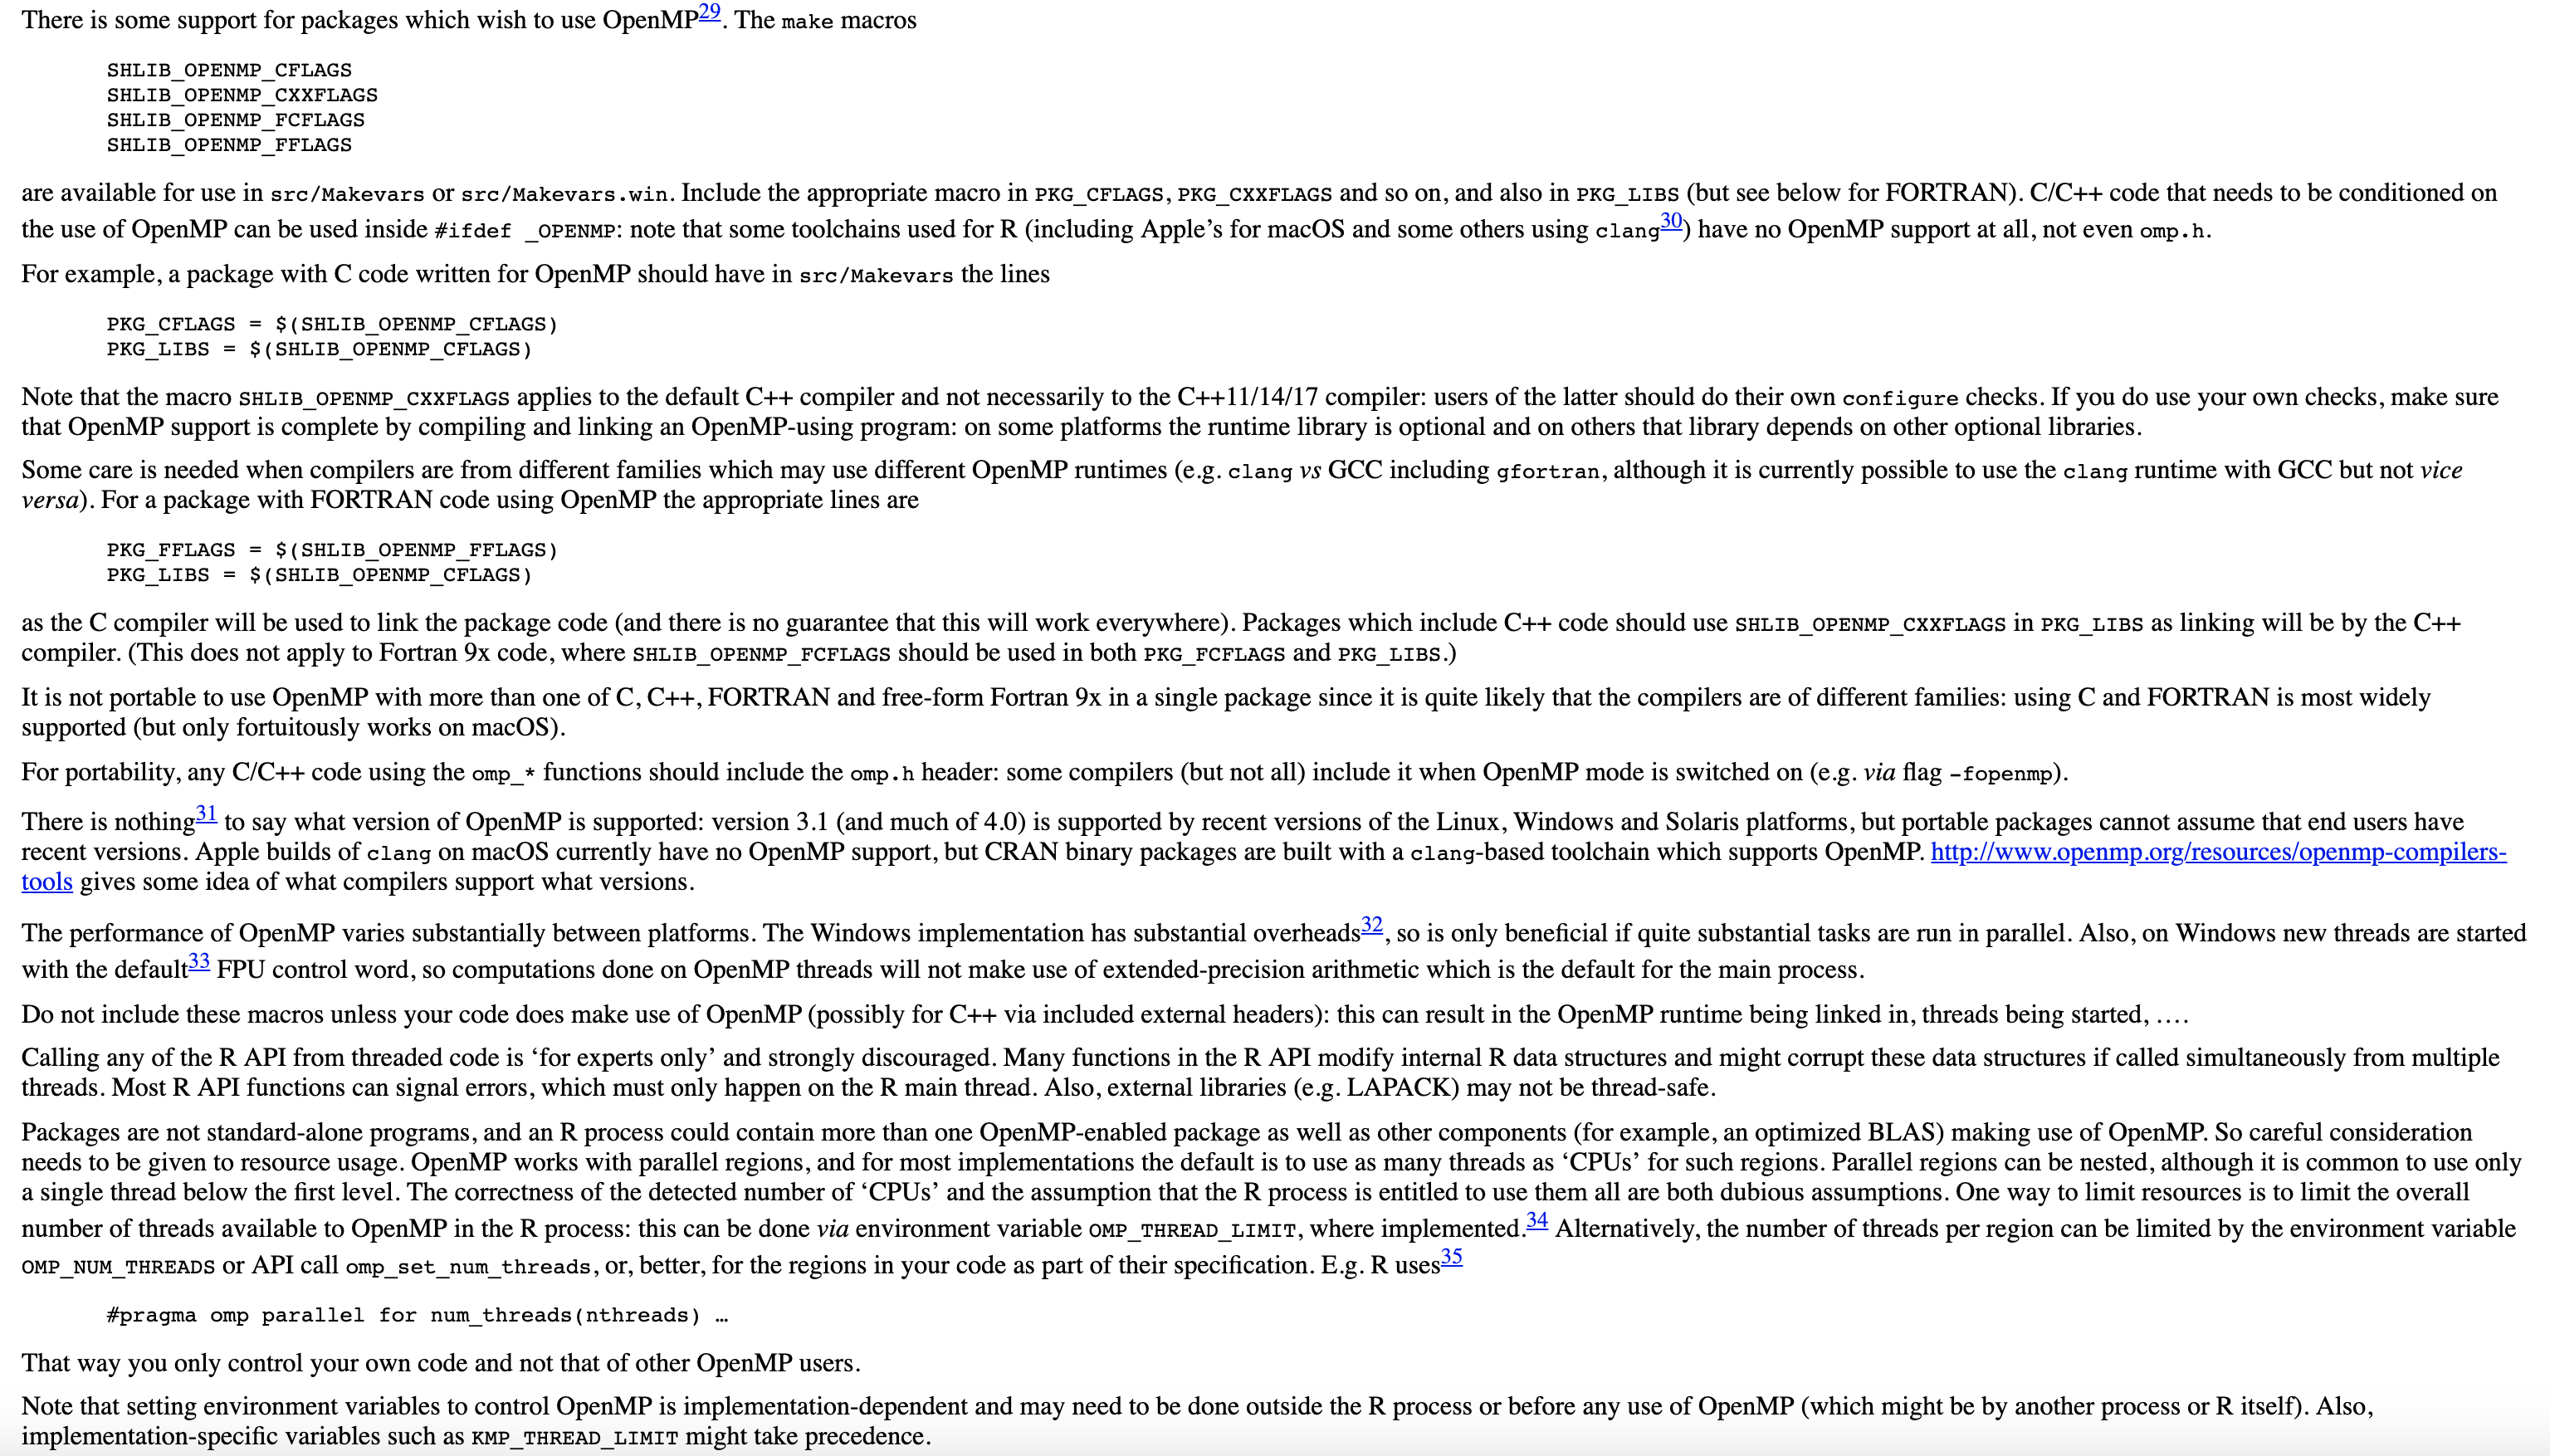 There is some support for packages which wish to use OpenMP29. The make macros
SHLIB_OPENMP_CFLAGS
SHLIB_OPENMP_CXXFLAGS
SHLIB_OPENMP_FCFLAGS
SHLIB_OPENMP_FFLAGS
are available for use in src/Makevars or src/Makevars.win. Include the appropriate macro in PKG_CFLAGS, PKG_CXXFLAGS and so on, and also in PKG_LIBS (but see below for FORTRAN). C/C++ code that needs to be conditioned on
the use of OpenMP can be used inside #ifdef _OPENMP: note that some toolchains used for R (including Apple’s for macOS and some others using clang30) have no OpenMP support at all, not even omp.h.
For example, a package with C code written for OpenMP should have in src/Makevars the lines
PKG_CFLAGS = $(SHLIB_OPENMP_CFLAGS)
PKG_LIBS = $(SHLIB_OPENMP_CFLAGS)
Note that the macro SHLIB_OPENMP_CXXFLAGS applies to the default C++ compiler and not necessarily to the C++11/14/17 compiler: users of the latter should do their own configure checks. If you do use your own checks, make sure
that OpenMP support is complete by compiling and linking an OpenMP-using program: on some platforms the runtime library is optional and on others that library depends on other optional libraries.
Some care is needed when compilers are from different families which may use different OpenMP runtimes (e.g. clang vs GCC including gfortran, although it is currently possible to use the clang runtime with GCC but not vice
versa). For a package with FORTRAN code using OpenMP the appropriate lines are
PKG_FFLAGS = $(SHLIB_OPENMP_FFLAGS)
PKG_LIBS = $(SHLIB_OPENMP_CFLAGS)
as the C compiler will be used to link the package code (and there is no guarantee that this will work everywhere). Packages which include C++ code should use SHLIB_OPENMP_CXXFLAGS in PKG_LIBS as linking will be by the C++
compiler. (This does not apply to Fortran 9x code, where SHLIB_OPENMP_FCFLAGS should be used in both PKG_FCFLAGS and PKG_LIBS.)
It is not portable to use OpenMP with more than one of C, C++, FORTRAN and free-form Fortran 9x in a single package since it is quite likely that the compilers are of different families: using C and FORTRAN is most widely
supported (but only fortuitously works on macOS).
For portability, any C/C++ code using the omp_* functions should include the omp.h header: some compilers (but not all) include it when OpenMP mode is switched on (e.g. via flag -fopenmp).
There is nothing31 to say what version of OpenMP is supported: version 3.1 (and much of 4.0) is supported by recent versions of the Linux, Windows and Solaris platforms, but portable packages cannot assume that end users have
recent versions. Apple builds of clang on macOS currently have no OpenMP support, but CRAN binary packages are built with a clang-based toolchain which supports OpenMP. http://www.openmp.org/resources/openmp-compilers-
tools gives some idea of what compilers support what versions.
The performance of OpenMP varies substantially between platforms. The Windows implementation has substantial overheads32, so is only beneficial if quite substantial tasks are run in parallel. Also, on Windows new threads are started
with the default33 FPU control word, so computations done on OpenMP threads will not make use of extended-precision arithmetic which is the default for the main process.
Do not include these macros unless your code does make use of OpenMP (possibly for C++ via included external headers): this can result in the OpenMP runtime being linked in, threads being started, ….
Calling any of the R API from threaded code is ‘for experts only’ and strongly discouraged. Many functions in the R API modify internal R data structures and might corrupt these data structures if called simultaneously from multiple
threads. Most R API functions can signal errors, which must only happen on the R main thread. Also, external libraries (e.g. LAPACK) may not be thread-safe.
Packages are not standard-alone programs, and an R process could contain more than one OpenMP-enabled package as well as other components (for example, an optimized BLAS) making use of OpenMP. So careful consideration
needs to be given to resource usage. OpenMP works with parallel regions, and for most implementations the default is to use as many threads as ‘CPUs’ for such regions. Parallel regions can be nested, although it is common to use only
a single thread below the first level. The correctness of the detected number of ‘CPUs’ and the assumption that the R process is entitled to use them all are both dubious assumptions. One way to limit resources is to limit the overall
number of threads available to OpenMP in the R process: this can be done via environment variable OMP_THREAD_LIMIT, where implemented.34 Alternatively, the number of threads per region can be limited by the environment variable
OMP_NUM_THREADS or API call omp_set_num_threads, or, better, for the regions in your code as part of their specification. E.g. R uses35
#pragma omp parallel for num_threads(nthreads) …
That way you only control your own code and not that of other OpenMP users.
Note that setting environment variables to control OpenMP is implementation-dependent and may need to be done outside the R process or before any use of OpenMP (which might be by another process or R itself). Also,
implementation-specific variables such as KMP_THREAD_LIMIT might take precedence.